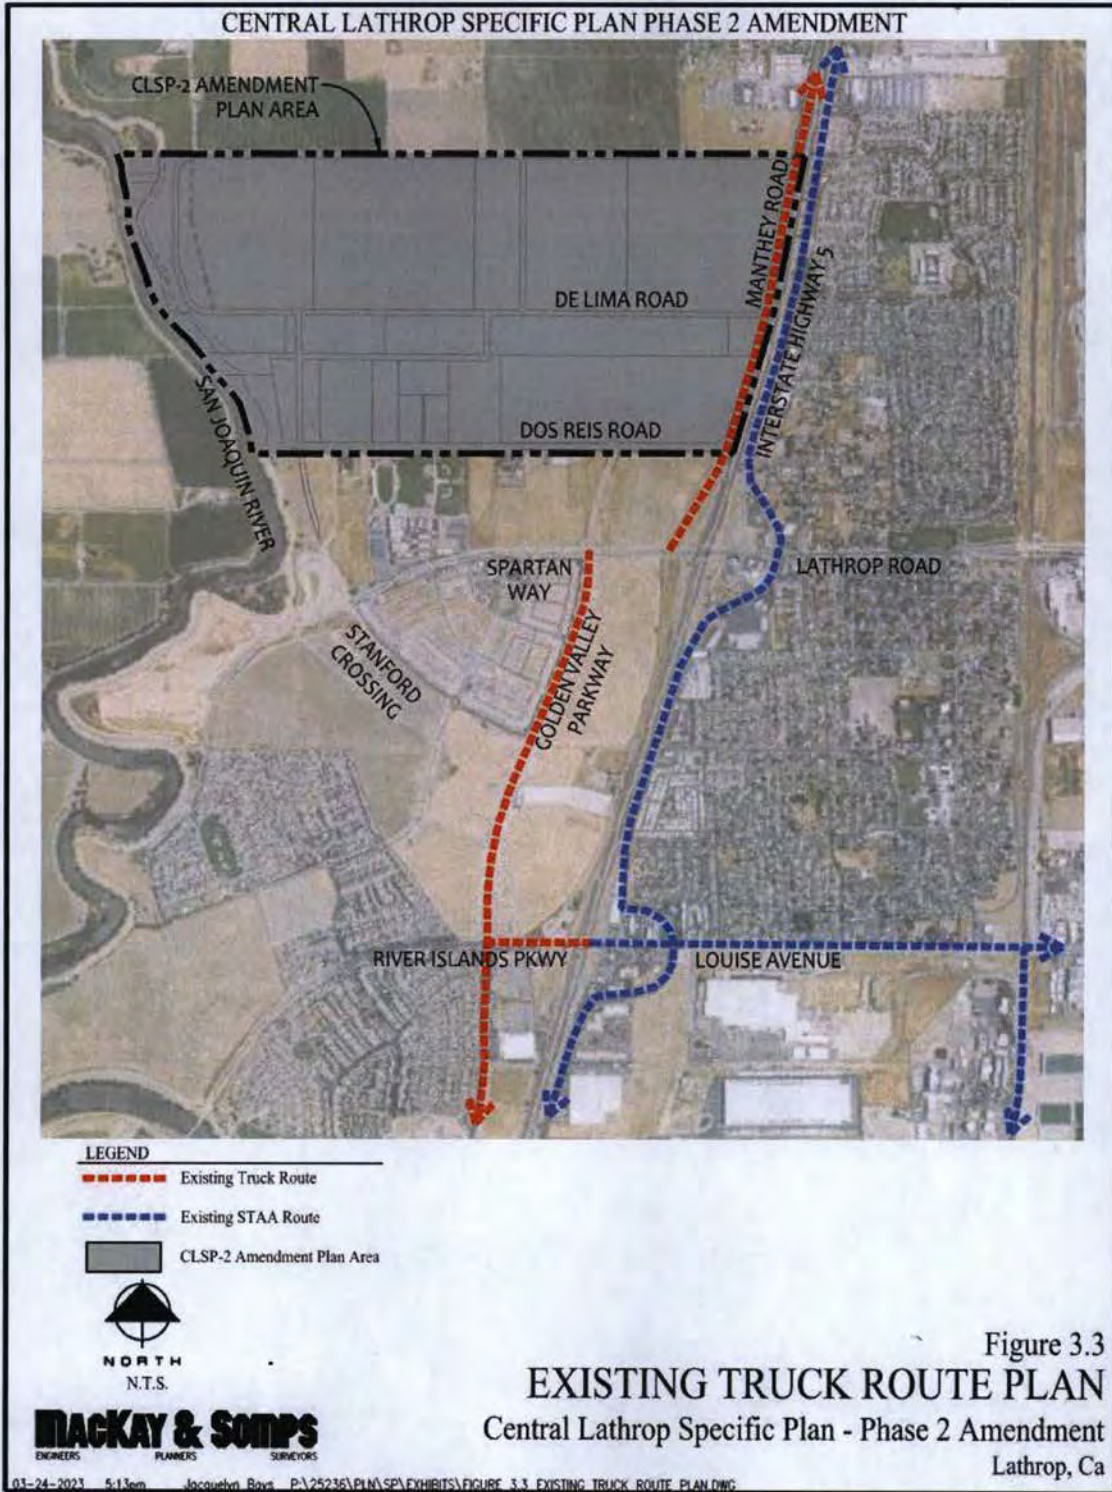 CENTRAL LATHROP SPECIFIC PLAN PHASE 2 AMENDMENT
CLSP-2 AMENDMENT
PLAN AREA
MANTHEY ROAD
INTERSTATE HIGHWAY 5
DE LIMA ROAD
DOS REIS ROAD
SAN JOAQUIN RIVER
SPARTAN
WAY
LATHROP ROAD
STANFORD
CROSSING
GOLDEN VALLEY
PARKWAY
RIVER ISLANDS PKWY
LOUISE AVENUE
LEGEND
Existing Truck Route
Existing STAA Route
CLSP-2 Amendment Plan Area
NORTH
N.T.S.
Figure 3.3
EXISTING TRUCK ROUTE PLAN
Central Lathrop Specific Plan - Phase 2 Amendment
Lathrop, Ca
MACKAY & SOMPS
ENGINEERS PLANNERS SURVEYORS
03-24-2023 5:13pm Jacquelyn Bays P:\25236\PLN\SP\EXHIBITS\FIGURE 3.3 EXISTING TRUCK ROUTE PLAN.DWG